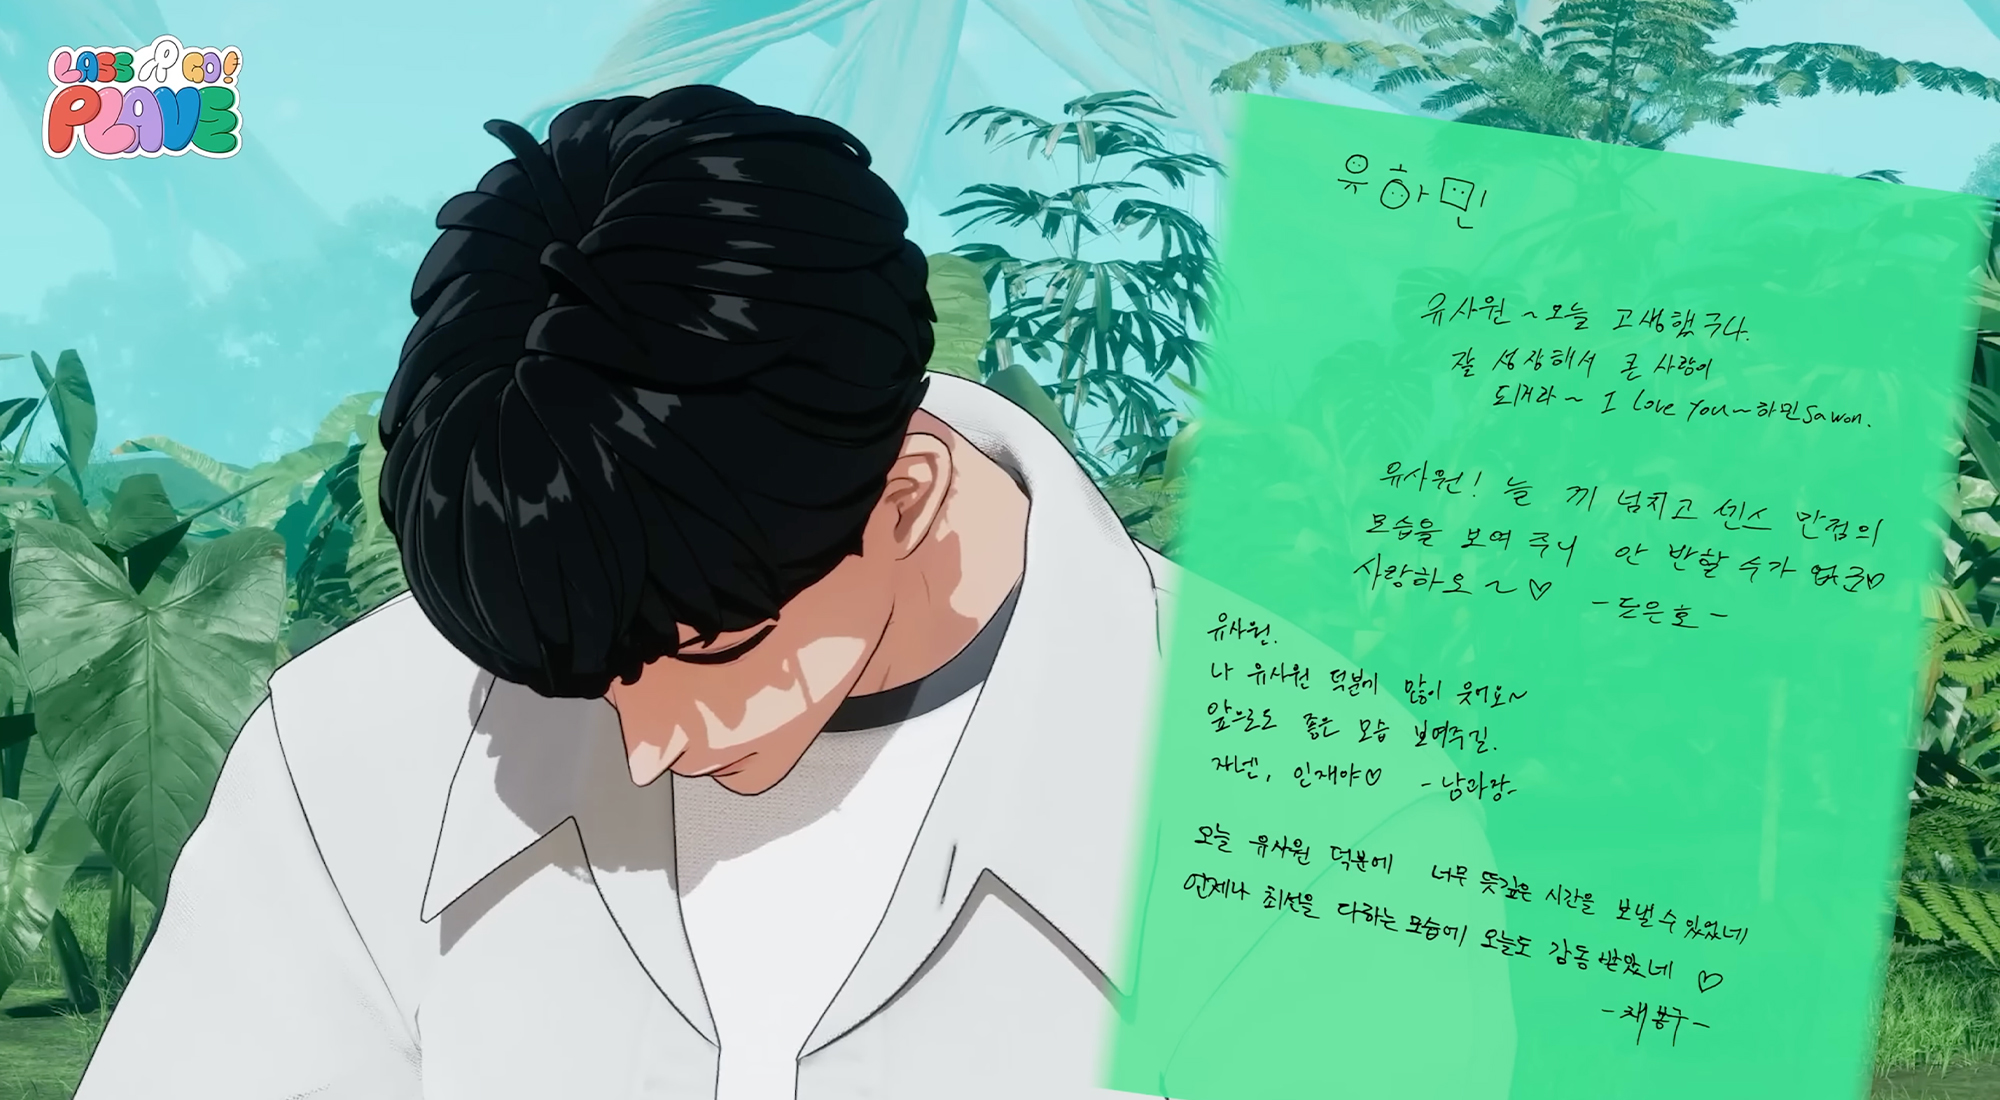 LASS GO!
PLAVE
유하민
유사원~오늘 고생했구나.
잘 성장해서 큰 사람이
되거라~ I love You~하민Sawon.
유사원! 늘 끼 넘치고 센스 만점의
모습을 보여 주니 안 반할 수가 없군♡
사랑하오~♡ -도은호-
유사원.
나 유사원 덕분에 많이 웃어요~
앞으로도 좋은 모습 보여주길.
자넨, 인재야♡ -남과장-
오늘 유사원 덕분에 너무 뜻깊은 시간을 보낼 수 있었네
언제나 최선을 다하는 모습에 오늘도 감동 받았네 ♡
-채봉구-